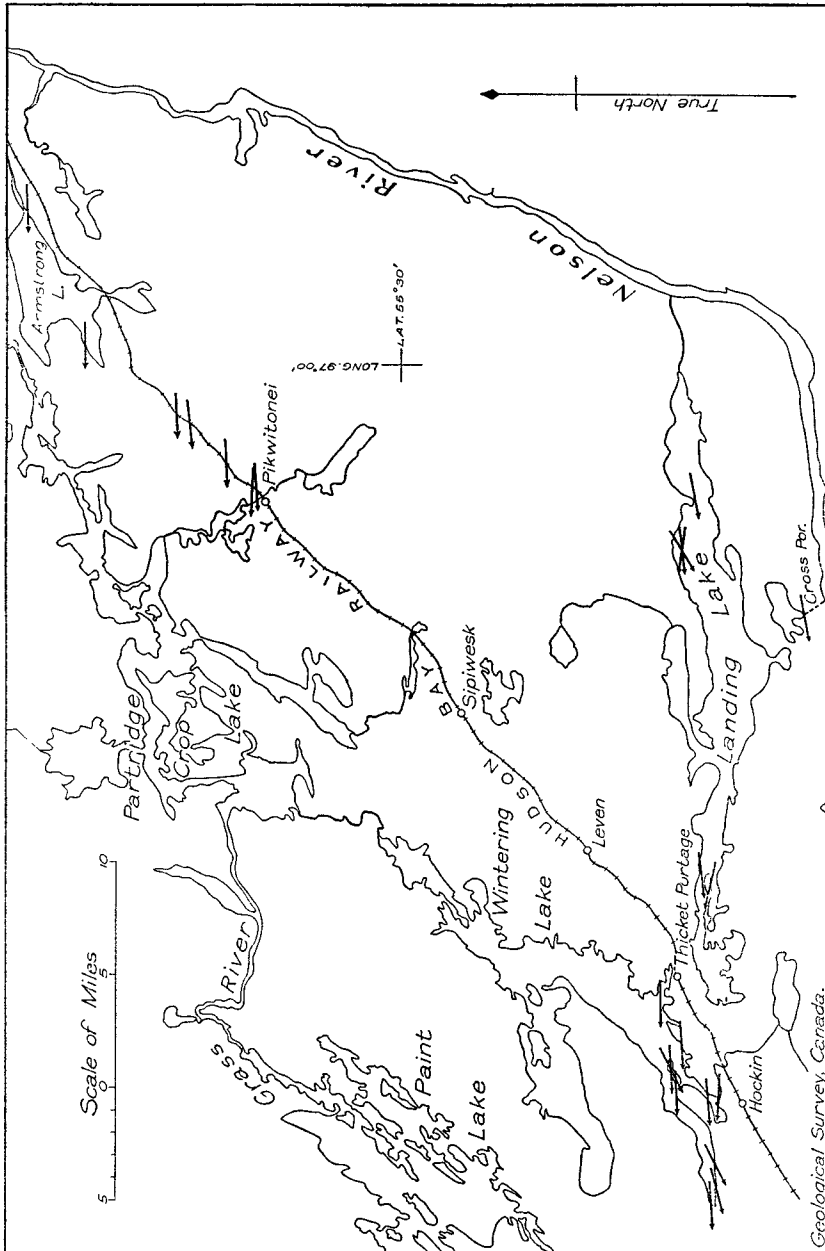 Scale of Miles
5 0 5 10
Partridge
Crop
Lake
Armstrong
L.
Grass River
Paint
Lake
Wintering
Lake
Pikwitonei
Sipiwesk
Leven
Thicket Portage
Hockin
HUDSON BAY RAILWAY
LONG. 97°00'
LAT. 55°30'
Nelson River
Landing Lake
Cross Por.
True North
Geological Survey, Canada.